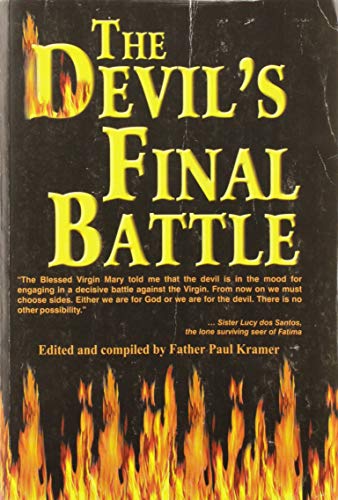 THE
DEVIL'S
FINAL
BATTLE
"The Blessed Virgin Mary told me that the devil is in the mood for
engaging in a decisive battle against the Virgin. From now on we must
choose sides. Either we are for God or we are for the devil. There is no
other possibility."
... Sister Lucy dos Santos,
the lone surviving seer of Fatima
Edited and compiled by Father Paul Kramer